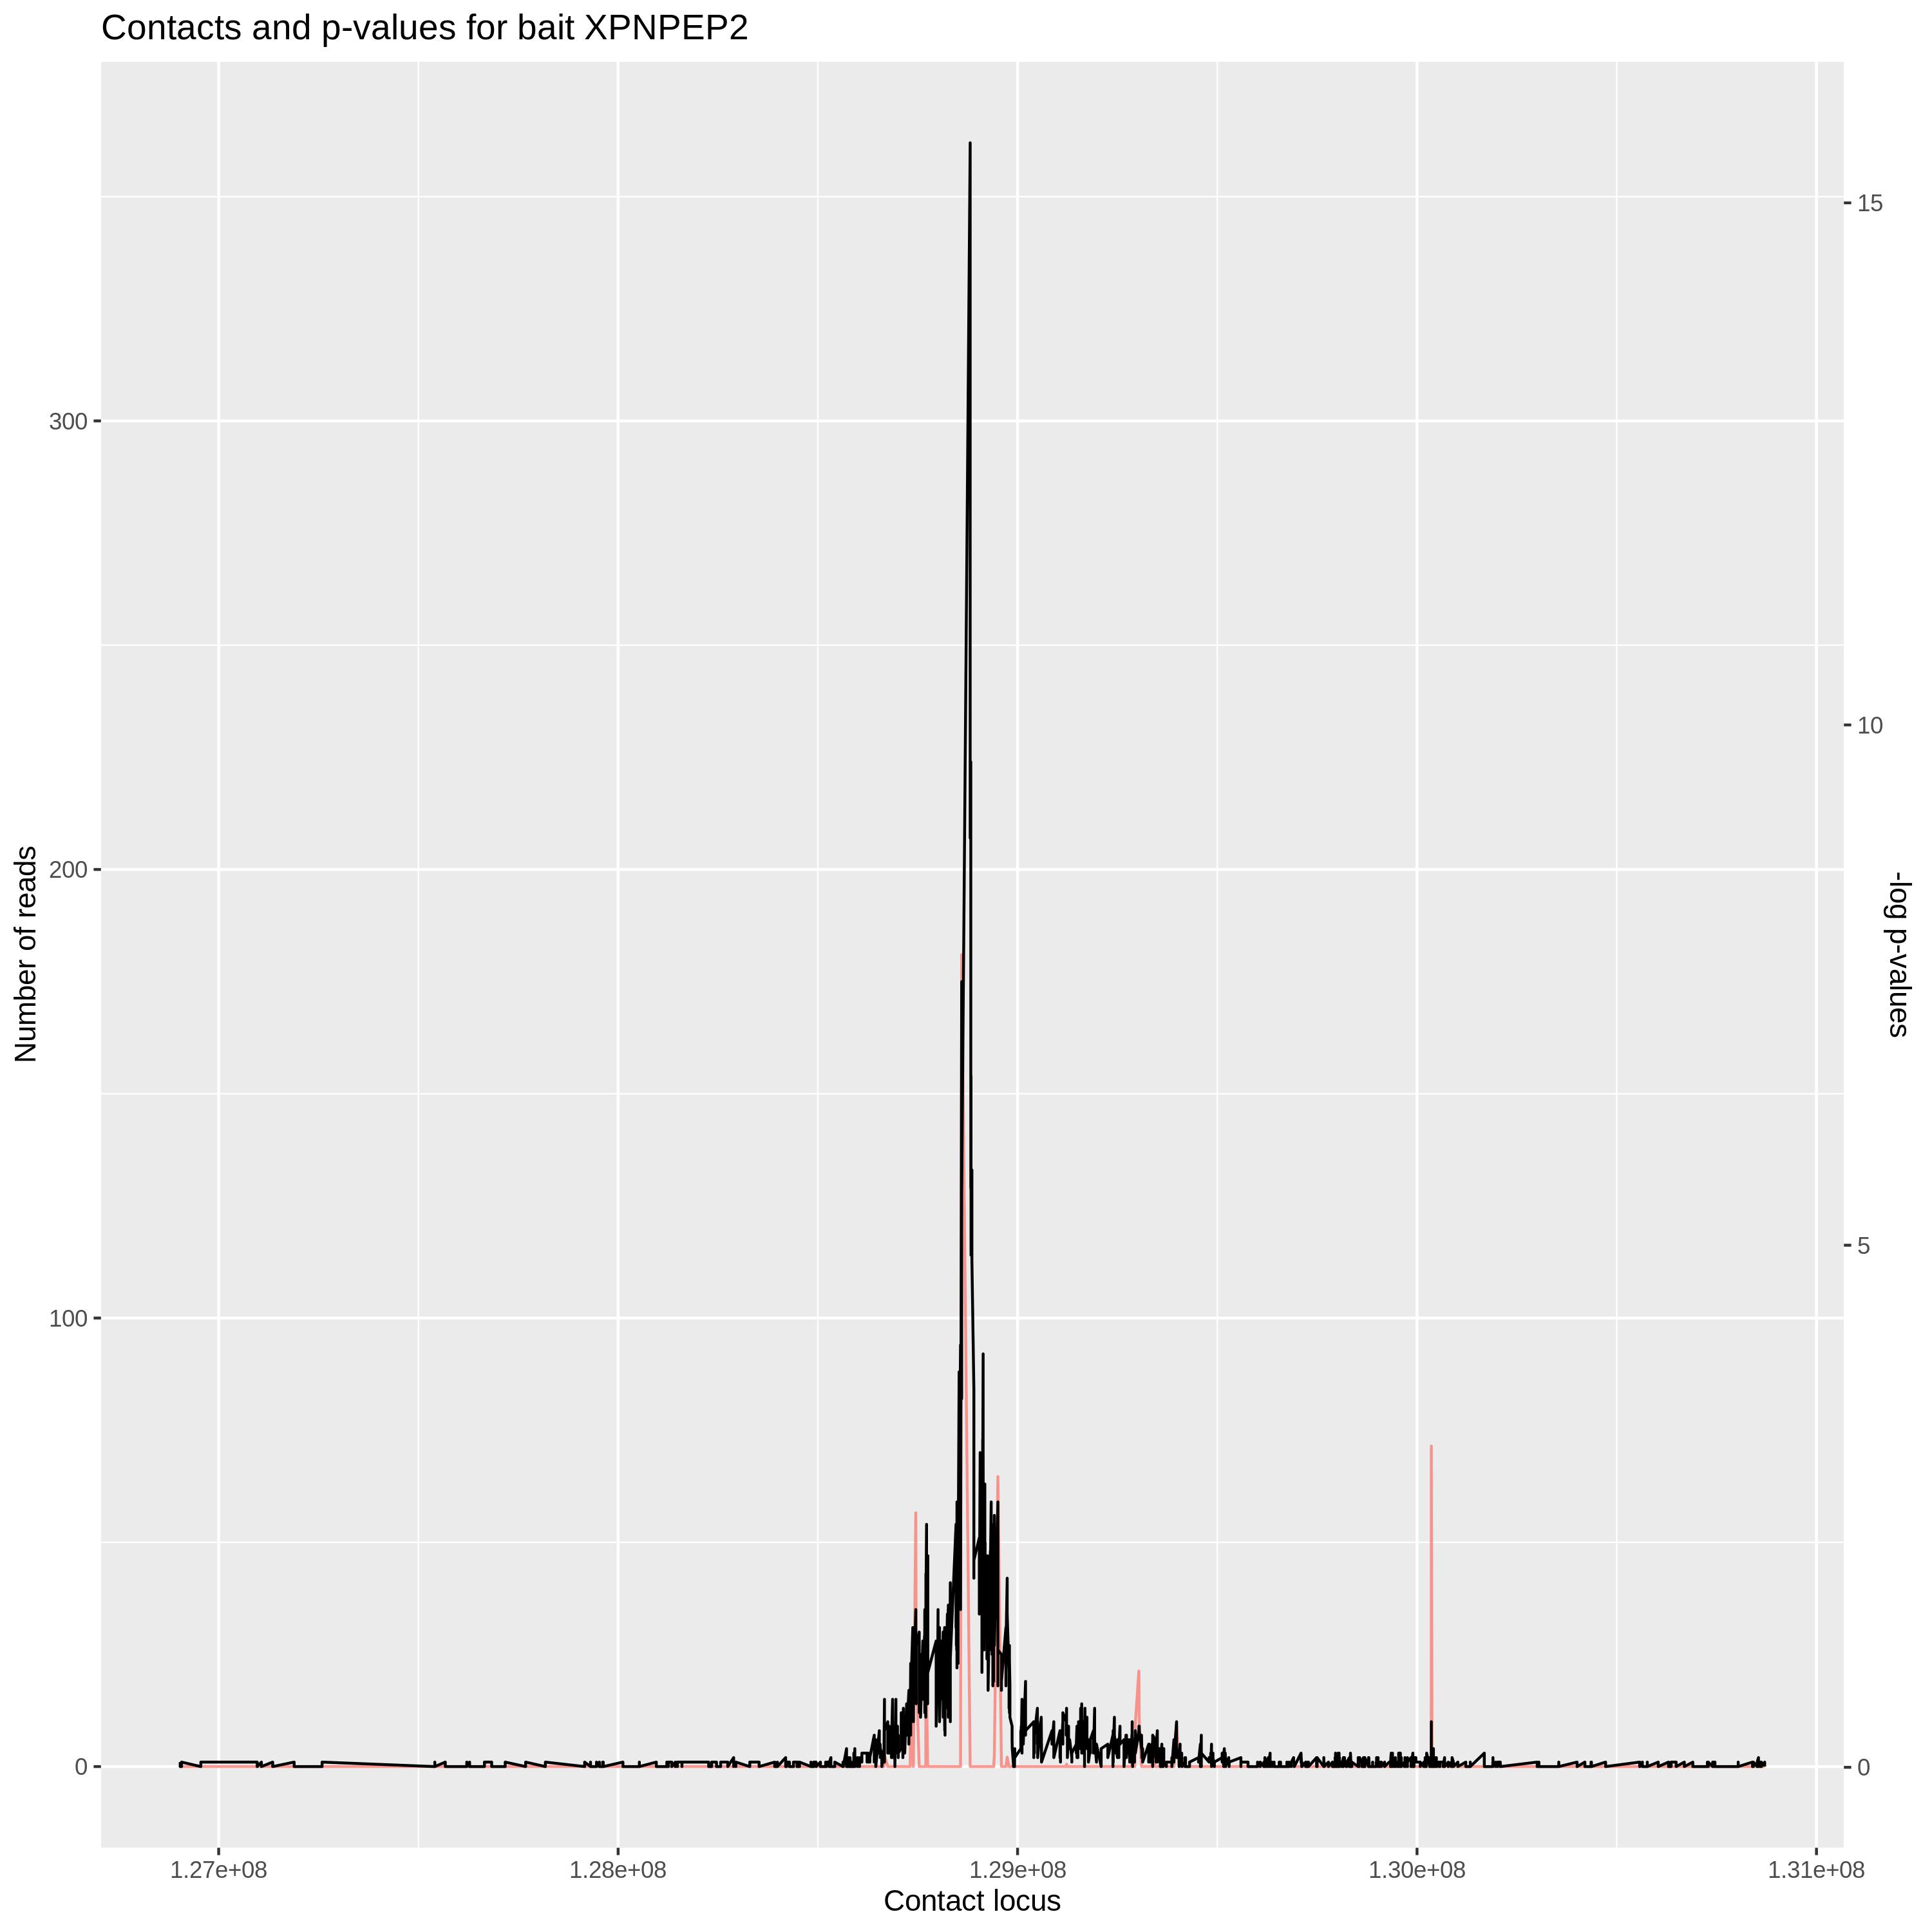 Contacts and p-values for bait XPNPEP2
Number of reads
300
200
100
0
15
10
5
0
-log p-values
1.27e+08
1.28e+08
1.29e+08
1.30e+08
1.31e+08
Contact locus